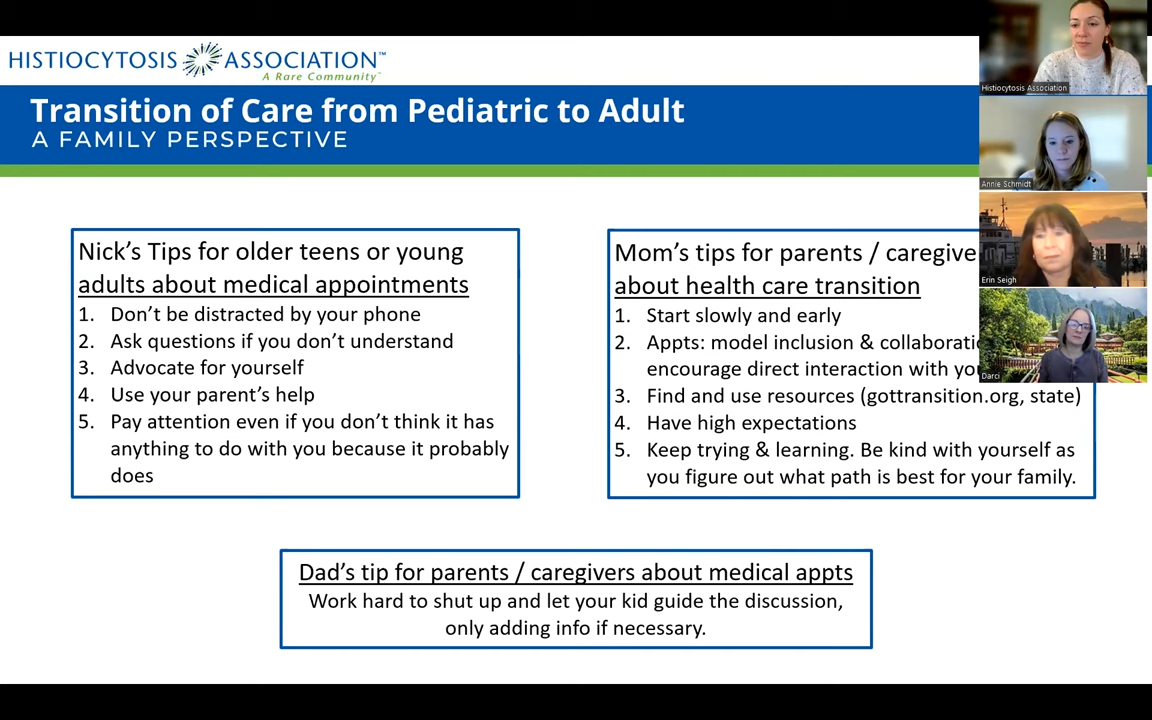 HISTIOCYTOSIS ASSOCIATION™
A Rare Community™
Transition of Care from Pediatric to Adult
A FAMILY PERSPECTIVE
Nick's Tips for older teens or young
adults about medical appointments
1. Don't be distracted by your phone
2. Ask questions if you don't understand
3. Advocate for yourself
4. Use your parent's help
5. Pay attention even if you don't think it has
anything to do with you because it probably
does
Mom's tips for parents /
about health care transition
1. Start slowly and early
2. Appts: model inclusion &
encourage direct interaction with
3. Find and use resources (gottransition.org, state)
4. Have high expectations
5. Keep trying & learning. Be kind with yourself as
you figure out what path is best for your family.
Dad's tip for parents / caregivers about medical appts
Work hard to shut up and let your kid guide the discussion,
only adding info if necessary.
Histiocytosis Association
Annie Schmidt
Erin Seigh
Darci